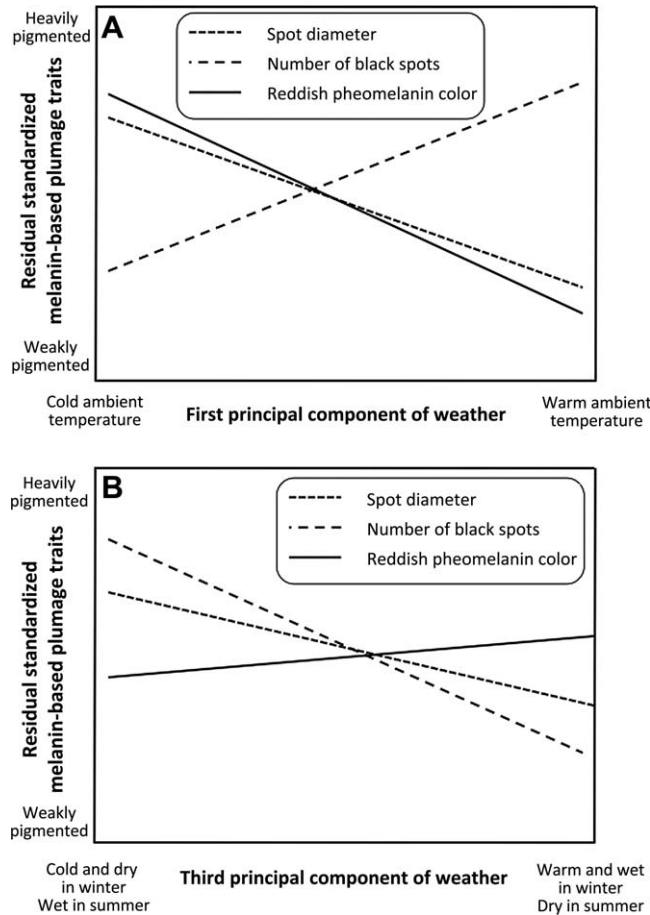 Heavily
pigmented
A
Spot diameter
Number of black spots
Reddish pheomelanin color
Residual standardized
melanin-based plumage traits
Weakly
pigmented
Cold ambient
temperature
First principal component of weather
Warm ambient
temperature
Heavily
pigmented
B
Spot diameter
Number of black spots
Reddish pheomelanin color
Residual standardized
melanin-based plumage traits
Weakly
pigmented
Cold and dry
in winter
Wet in summer
Third principal component of weather
Warm and wet
in winter
Dry in summer